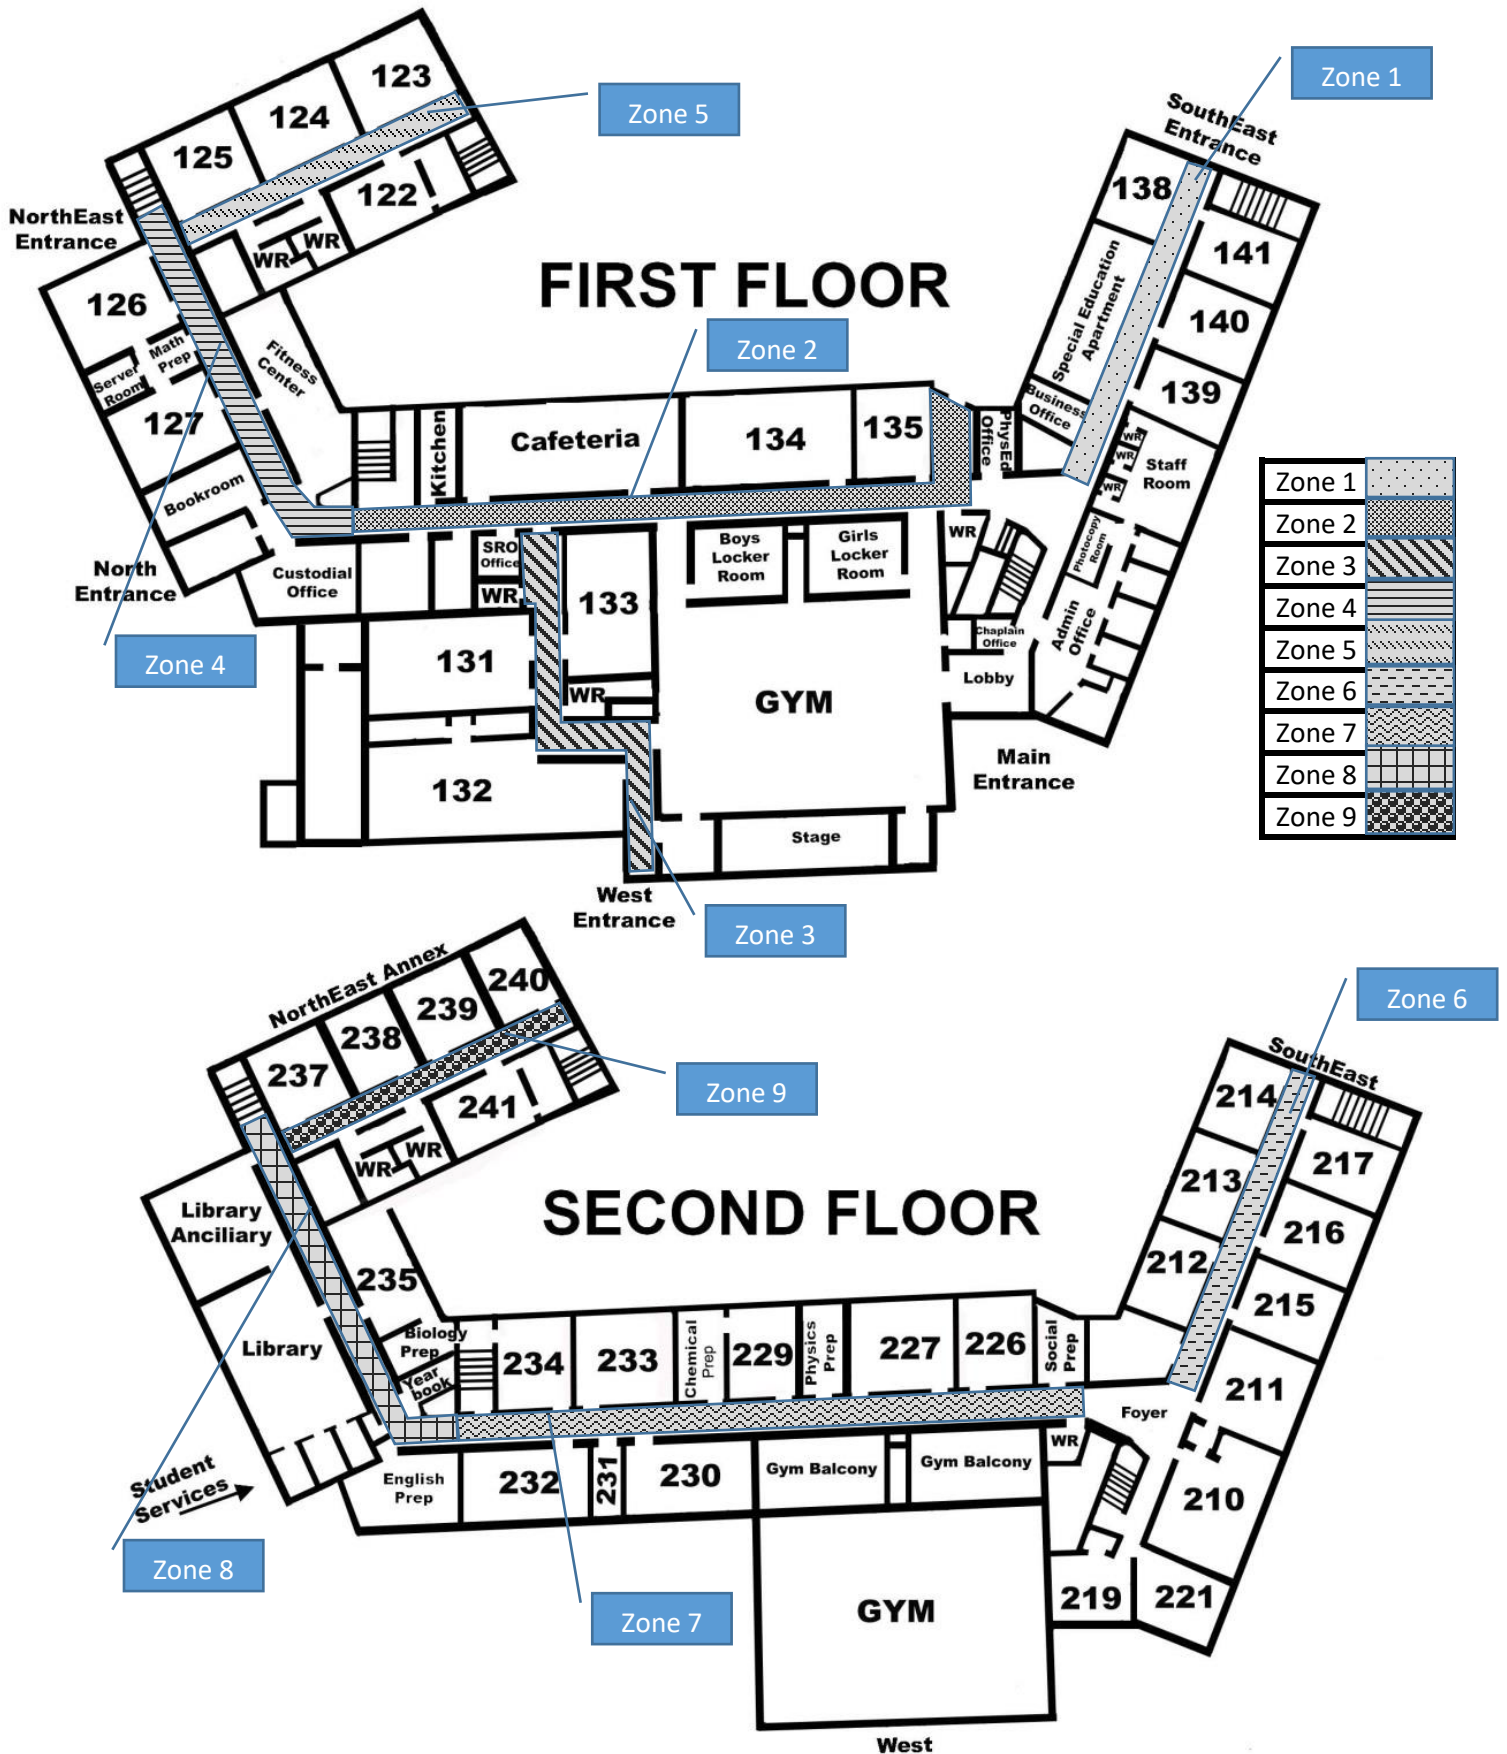 123
Zone 5
124
125
122
WR
WR
NorthEast
Entrance
126
Math
Prep
Server
Room
127
Fitness
Center
Bookroom
North
Entrance
Zone 4
FIRST FLOOR
Zone 2
Kitchen
Cafeteria
134
135
PhysEd
Office
Custodial
Office
SRO
Office
WR
133
131
WR
132
Boys
Locker
Room
Girls
Locker
Room
GYM
Stage
WR
Chaplain
Office
Lobby
Main
Entrance
West
Entrance
Zone 3
Zone 1
SouthEast
Entrance
138
141
Special Education
Apartment
140
139
Business
Office
WR
WR
WR
Staff
Room
Photocopy
Room
Admin
Office
Zone 1
Zone 2
Zone 3
Zone 4
Zone 5
Zone 6
Zone 7
Zone 8
Zone 9
NorthEast Annex
240
239
238
237
241
WR
WR
Zone 9
Library
Anciliary
235
Library
Biology
Prep
Year
book
Student
Services
Zone 8
SECOND FLOOR
234
233
Chemical
Prep
229
Physics
Prep
227
226
Social
Prep
English
Prep
232
231
230
Gym Balcony
Gym Balcony
WR
Foyer
Zone 7
GYM
West
219
221
210
211
Zone 6
SouthEast
214
217
213
216
212
215